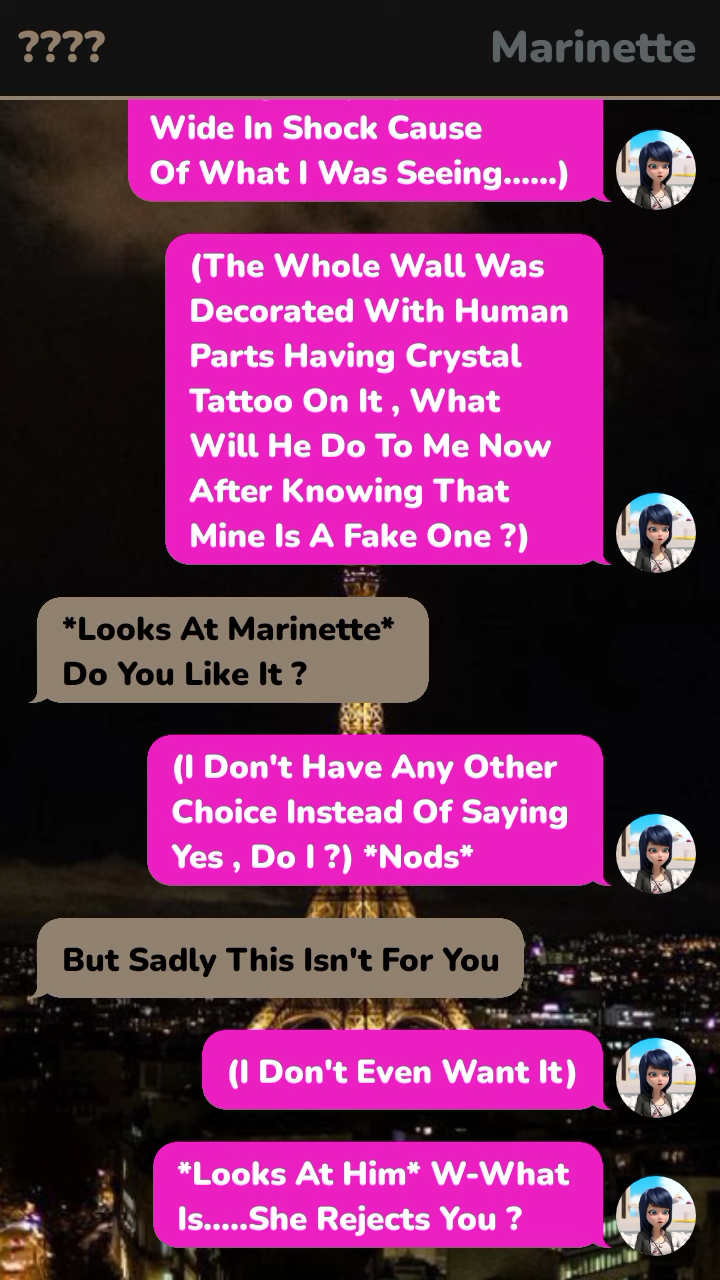 ????
Marinette
Wide In Shock Cause
Of What I Was Seeing......)
(The Whole Wall Was
Decorated With Human
Parts Having Crystal
Tattoo On It , What
Will He Do To Me Now
After Knowing That
Mine Is A Fake One ?)
*Looks At Marinette*
Do You Like It ?
(I Don't Have Any Other
Choice Instead Of Saying
Yes , Do I ?) *Nods*
But Sadly This Isn't For You
(I Don't Even Want It)
*Looks At Him* W-What
Is.....She Rejects You ?